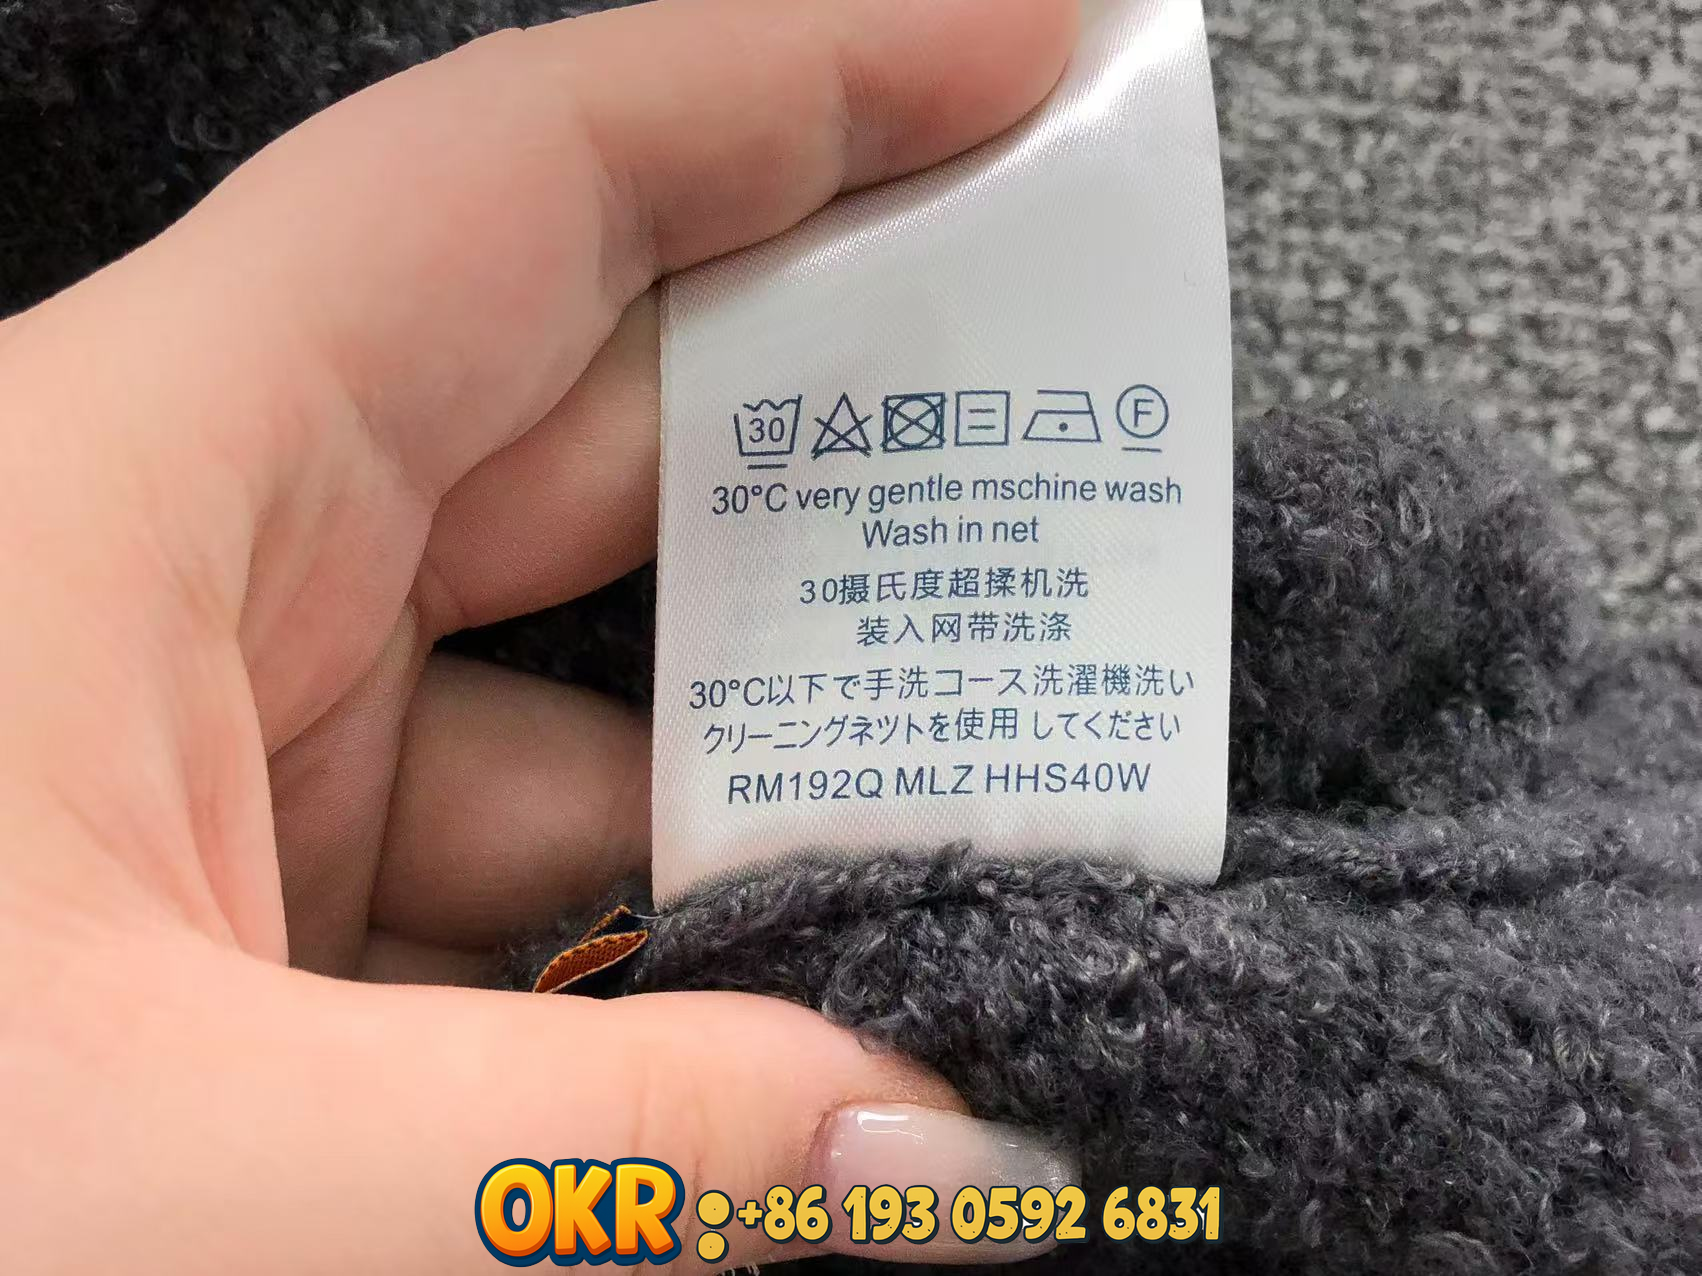 30
F
30°C very gentle mschine wash
Wash in net
30摄氏度超揉机洗
装入网带洗涤
30°C以下で手洗コース洗濯機洗い
クリーニングネツトを使用してください
RM192Q MLZ HHS40W
OKR:+86 193 0592 6831